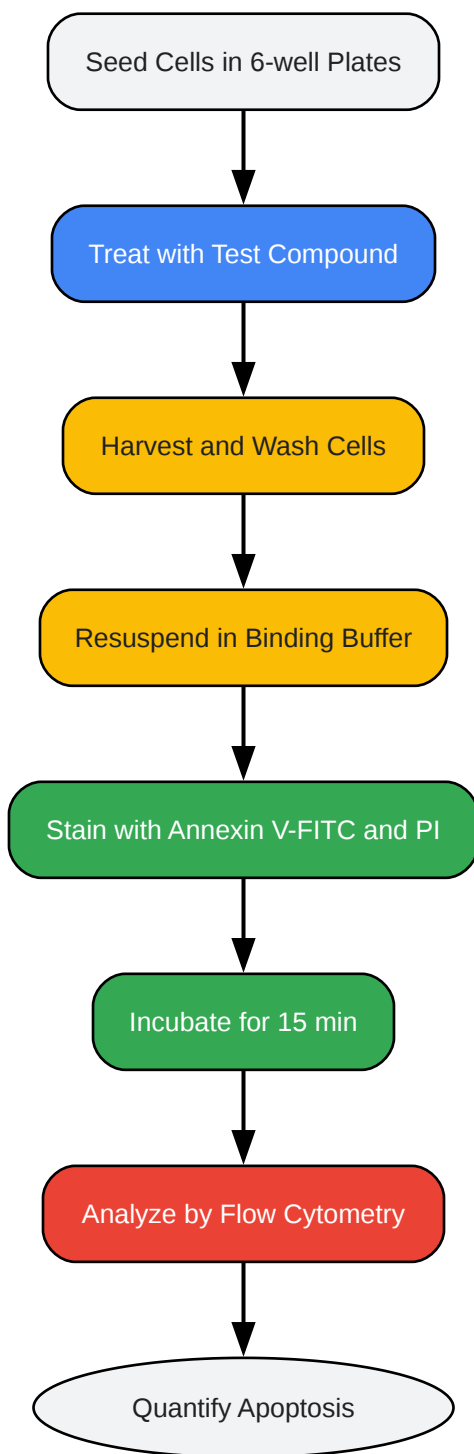 Seed Cells in 6-well Plates
Treat with Test Compound
Harvest and Wash Cells
Resuspend in Binding Buffer
Stain with Annexin V-FITC and PI
Incubate for 15 min
Analyze by Flow Cytometry
Quantify Apoptosis